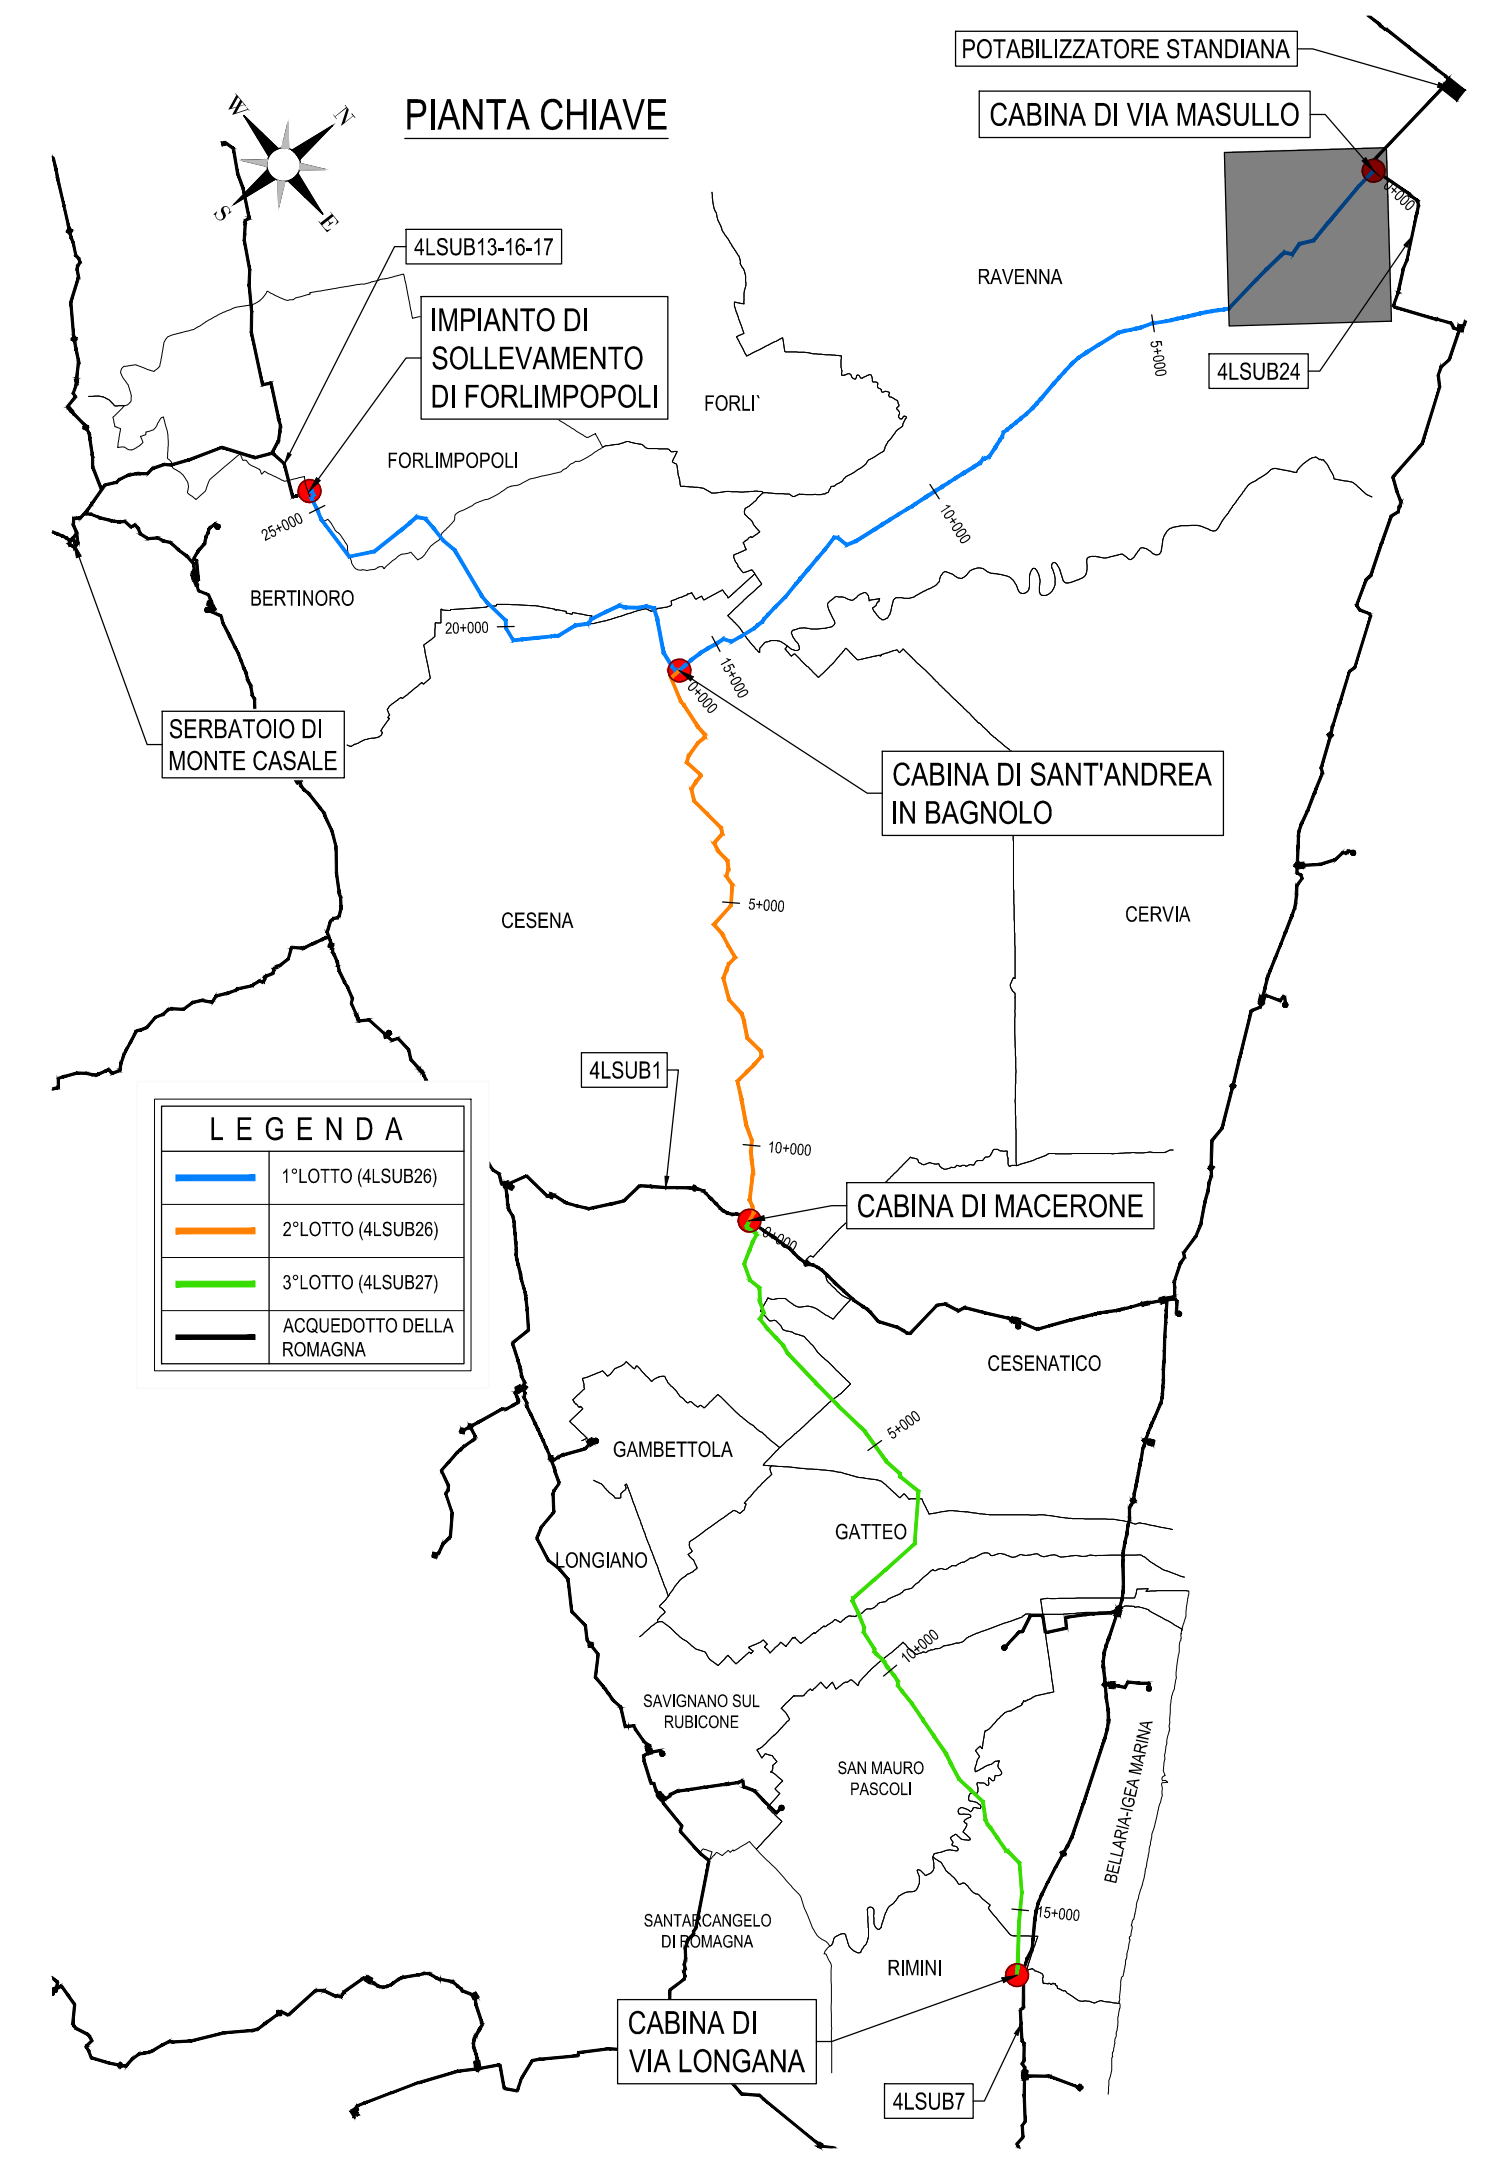 POTABILIZZATORE STANDIANA
PIANTA CHIAVE
CABINA DI VIA MASULLO
W
N
S
E
0+000
4LSUB13-16-17
RAVENNA
IMPIANTO DI
SOLLEVAMENTO
DI FORLIMPOPOLI
5+000
4LSUB24
FORLI`
FORLIMPOPOLI
25+000
10+000
BERTINORO
20+000
15+000
0+000
SERBATOIO DI
MONTE CASALE
CABINA DI SANT'ANDREA
IN BAGNOLO
5+000
CESENA
CERVIA
4LSUB1
LEGENDA
1°LOTTO (4LSUB26)
2°LOTTO (4LSUB26)
3°LOTTO (4LSUB27)
ACQUEDOTTO DELLA
ROMAGNA
10+000
CABINA DI MACERONE
0+000
CESENATICO
5+000
GAMBETTOLA
GATTEO
LONGIANO
10+000
SAVIGNANO SUL
RUBICONE
SAN MAURO
PASCOLI
BELLARIA-IGEA MARINA
15+000
SANTARCANGELO
DI ROMAGNA
RIMINI
CABINA DI
VIA LONGANA
4LSUB7